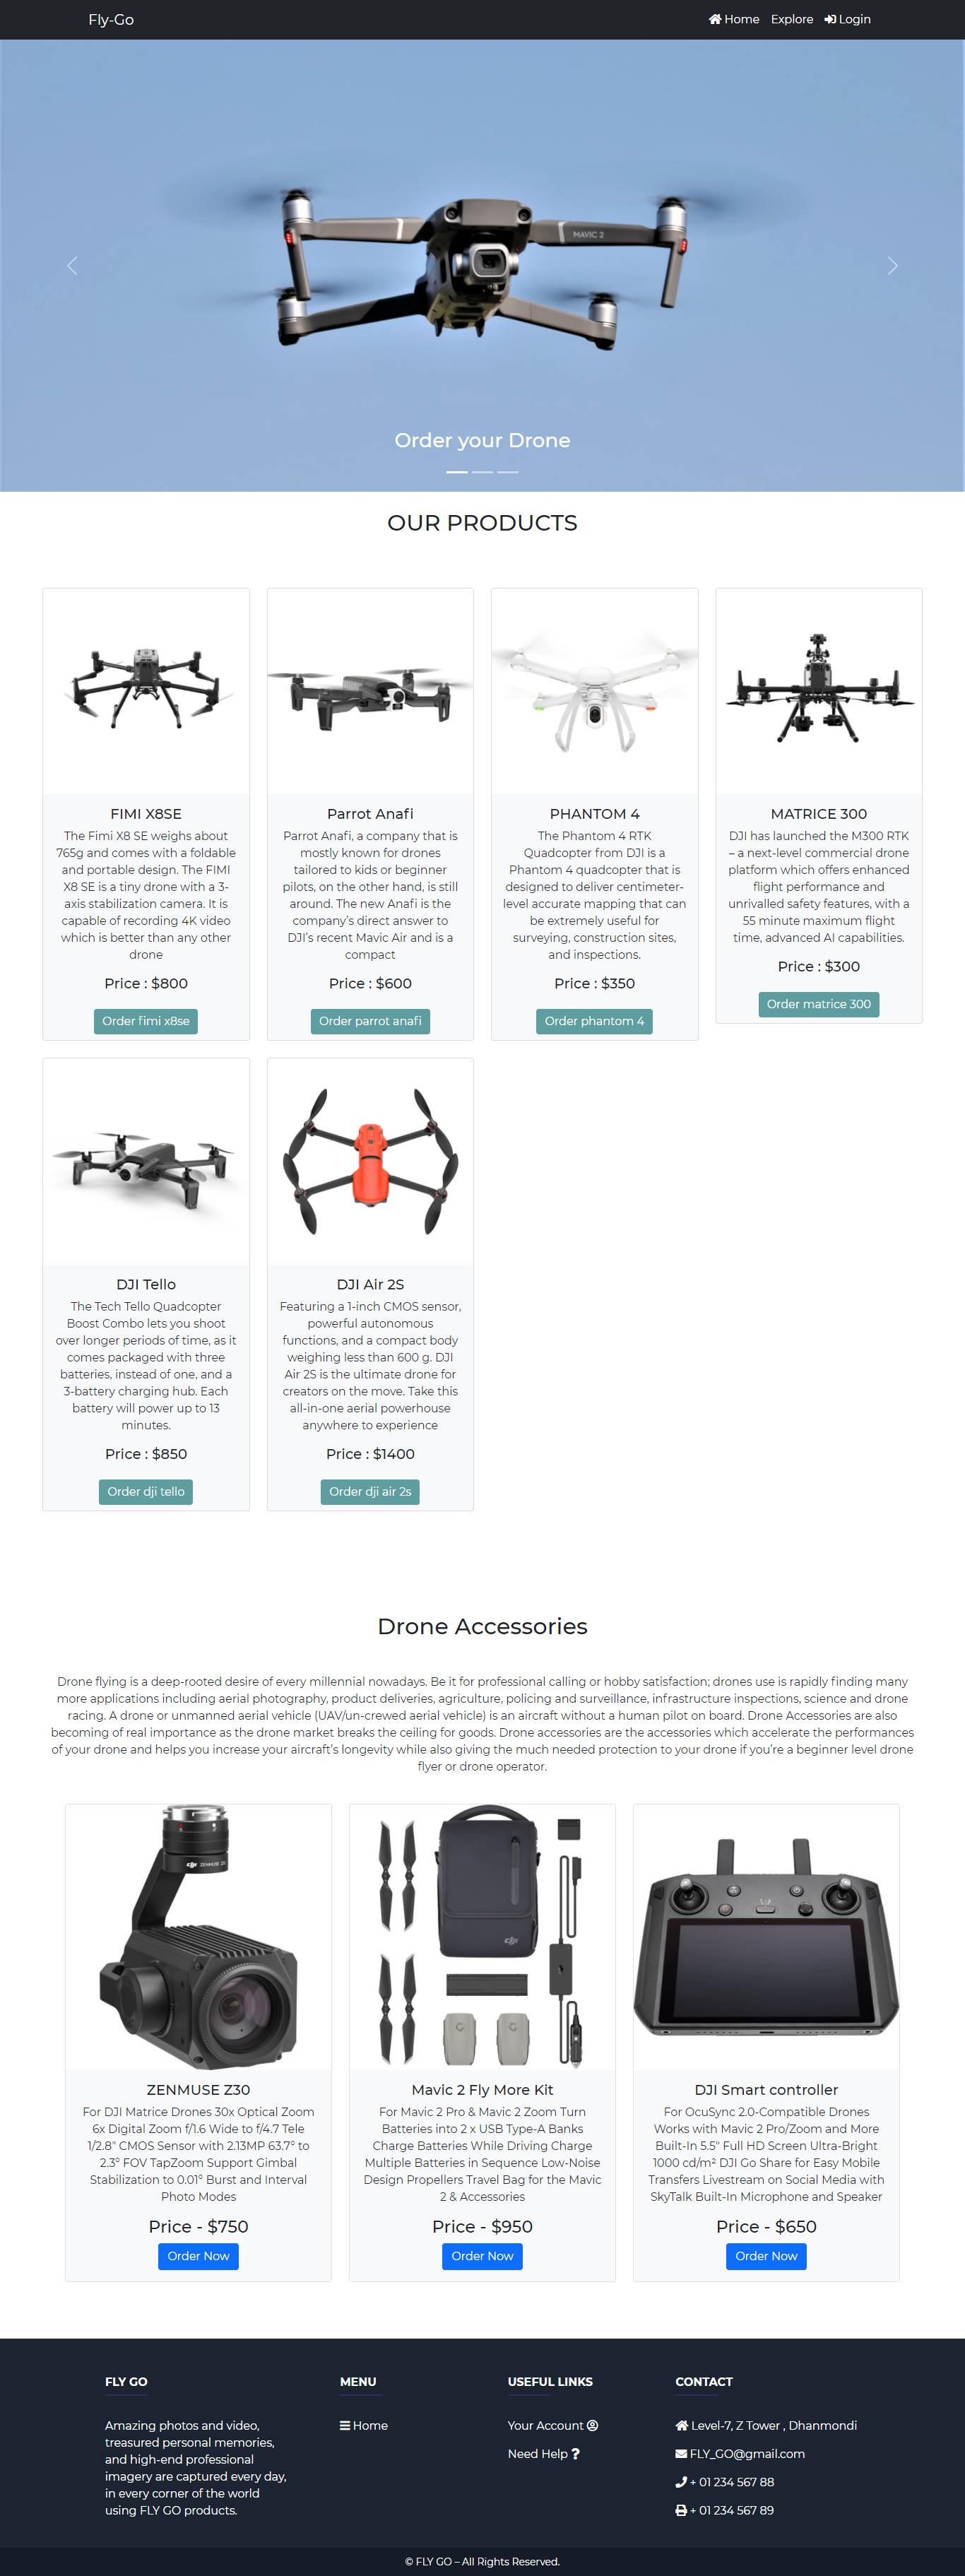 Fly-Go
Home Explore Login
MAVIC 2
Order your Drone
OUR PRODUCTS
FIMI X8SE
The Fimi X8 SE weighs about
765g and comes with a foldable
and portable design. The FIMI
X8 SE is a tiny drone with a 3-
axis stabilization camera. It is
capable of recording 4K video
which is better than any other
drone
Price : $800
Order fimi x8se
Parrot Anafi
Parrot Anafi, a company that is
mostly known for drones
tailored to kids or beginner
pilots, on the other hand, is still
around. The new Anafi is the
company's direct answer to
DJI's recent Mavic Air and is a
compact
Price : $600
Order parrot anafi
PHANTOM 4
The Phantom 4 RTK
Quadcopter from DJI is a
Phantom 4 quadcopter that is
designed to deliver centimeter-
level accurate mapping that can
be extremely useful for
surveying, construction sites,
and inspections.
Price : $350
Order phantom 4
MATRICE 300
DJI has launched the M300 RTK
– a next-level commercial drone
platform which offers enhanced
flight performance and
unrivalled safety features, with a
55 minute maximum flight
time, advanced AI capabilities.
Price : $300
Order matrice 300
DJI Tello
The Tech Tello Quadcopter
Boost Combo lets you shoot
over longer periods of time, as it
comes packaged with three
batteries, instead of one, and a
3-battery charging hub. Each
battery will power up to 13
minutes.
Price : $850
Order dji tello
DJI Air 2S
Featuring a 1-inch CMOS sensor,
powerful autonomous
functions, and a compact body
weighing less than 600 g. DJI
Air 2S is the ultimate drone for
creators on the move. Take this
all-in-one aerial powerhouse
anywhere to experience
Price : $1400
Order dji air 2s
Drone Accessories
Drone flying is a deep-rooted desire of every millennial nowadays. Be it for professional calling or hobby satisfaction; drones use is rapidly finding many
more applications including aerial photography, product deliveries, agriculture, policing and surveillance, infrastructure inspections, science and drone
racing. A drone or unmanned aerial vehicle (UAV/un-crewed aerial vehicle) is an aircraft without a human pilot on board. Drone Accessories are also
becoming of real importance as the drone market breaks the ceiling for goods. Drone accessories are the accessories which accelerate the performances
of your drone and helps you increase your aircraft's longevity while also giving the much needed protection to your drone if you're a beginner level drone
flyer or drone operator.
dji ZENMUSE Z30
ZENMUSE Z30
For DJI Matrice Drones 30x Optical Zoom
6x Digital Zoom f/1.6 Wide to f/4.7 Tele
1/2.8" CMOS Sensor with 2.13MP 63.7° to
2.3° FOV TapZoom Support Gimbal
Stabilization to 0.01° Burst and Interval
Photo Modes
Price - $750
Order Now
dji
Mavic 2 Fly More Kit
For Mavic 2 Pro & Mavic 2 Zoom Turn
Batteries into 2 x USB Type-A Banks
Charge Batteries While Driving Charge
Multiple Batteries in Sequence Low-Noise
Design Propellers Travel Bag for the Mavic
2 & Accessories
Price - $950
Order Now
DJI Smart controller
For OcuSync 2.0-Compatible Drones
Works with Mavic 2 Pro/Zoom and More
Built-In 5.5" Full HD Screen Ultra-Bright
1000 cd/m² DJI Go Share for Easy Mobile
Transfers Livestream on Social Media with
SkyTalk Built-In Microphone and Speaker
Price - $650
Order Now
FLY GO
Amazing photos and video,
treasured personal memories,
and high-end professional
imagery are captured every day,
in every corner of the world
using FLY GO products.
MENU
Home
USEFUL LINKS
Your Account
Need Help
CONTACT
Level-7, Z Tower , Dhanmondi
FLY_GO@gmail.com
+ 01 234 567 88
+ 01 234 567 89
© FLY GO – All Rights Reserved.